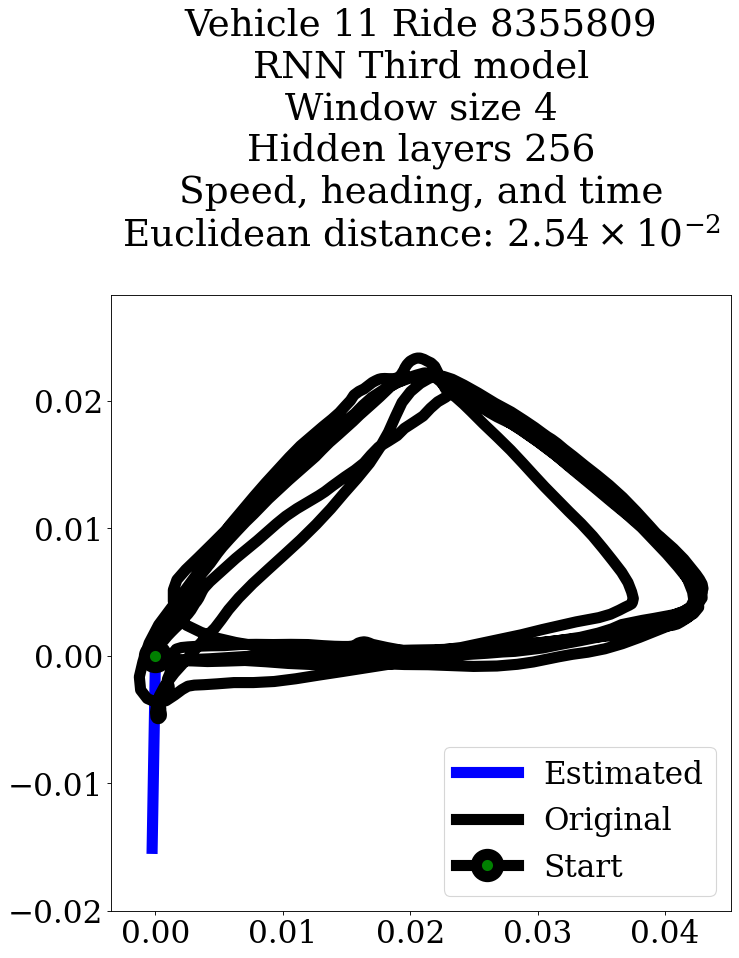 Vehicle 11 Ride 8355809
RNN Third model
Window size 4
Hidden layers 256
Speed, heading, and time
Euclidean distance: 2.54 × 10⁻²
0.02
0.01
0.00
−0.01
−0.02
0.00 0.01 0.02 0.03 0.04
Estimated
Original
Start